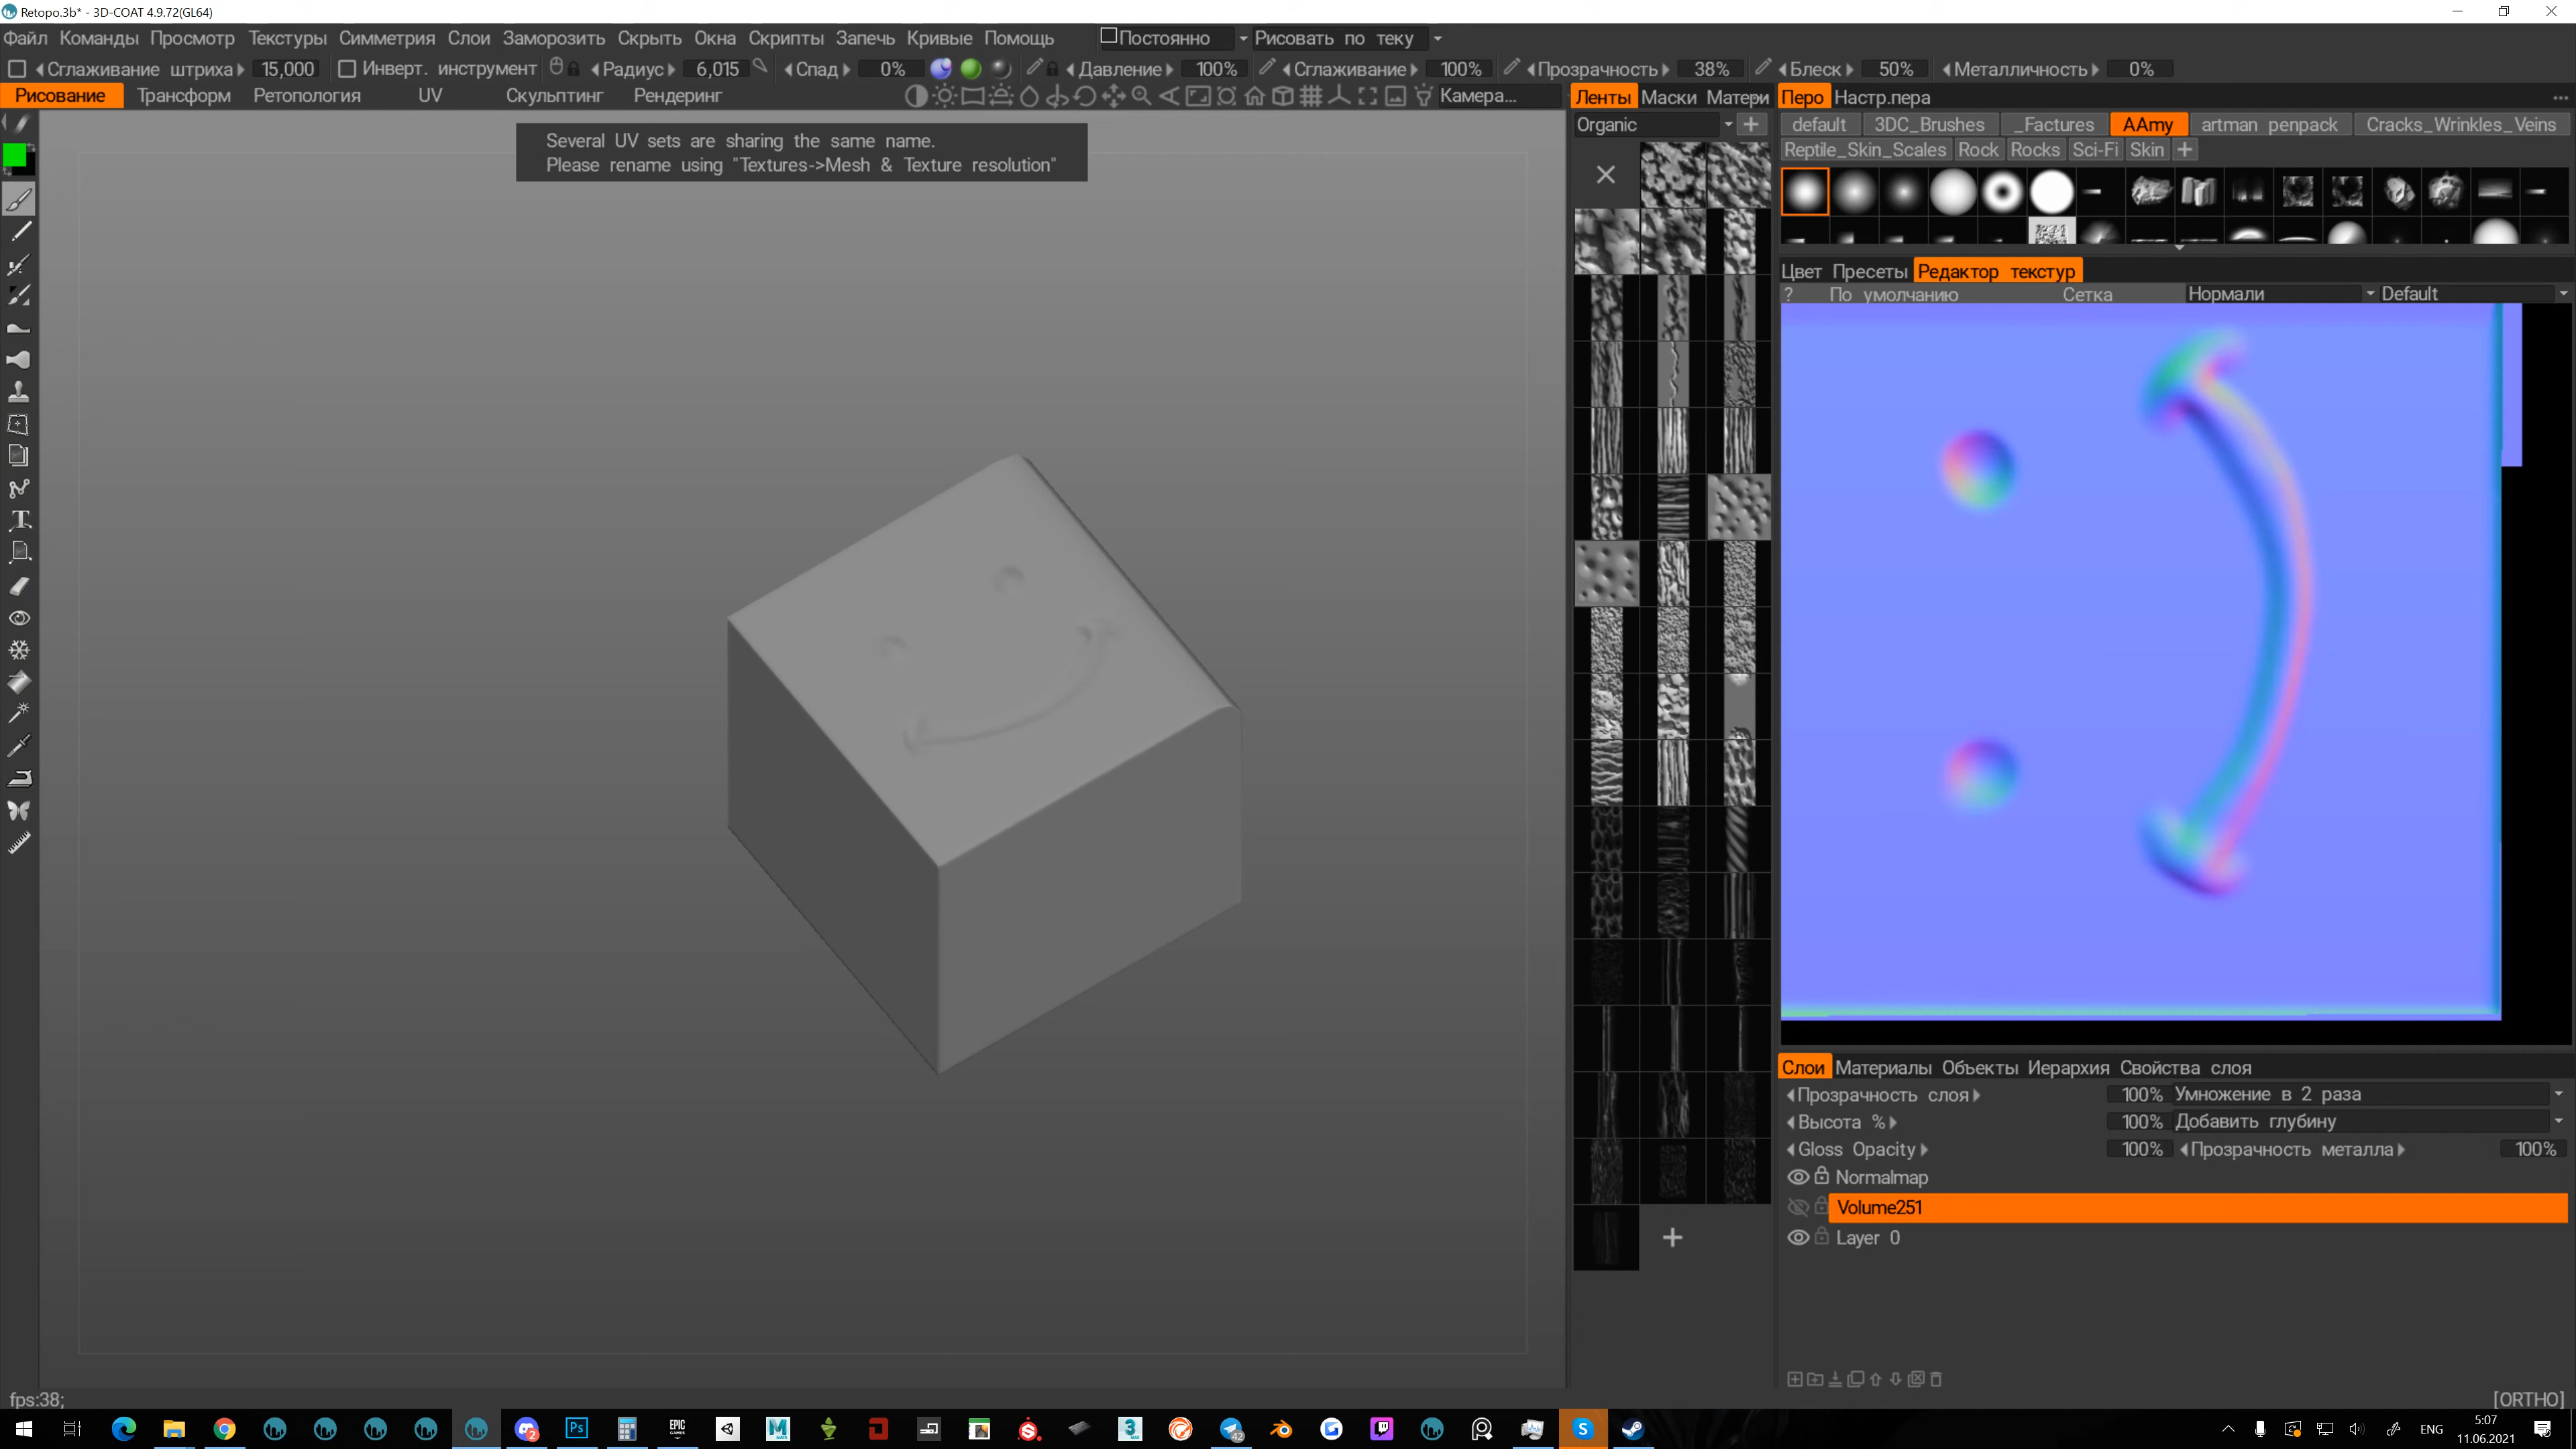 Retopo.3b* - 3D-COAT 4.9.72(GL64)
Файл Команды Просмотр Текстуры Симметрия Слои Заморозить Скрыть Окна Скрипты Запечь Кривые Помощь Постоянно Рисовать по теку
Сглаживание штриха 15,000 Инверт. инструмент Радиус 6,015 Спад 0% Давление 100% Сглаживание 100% Прозрачность 38% Блеск 50% Металличность 0%
Рисование Трансформ Ретопология UV Скульптинг Рендеринг Камера...
Several UV sets are sharing the same name.
Please rename using "Textures->Mesh & Texture resolution"
Ленты Маски Матери
Organic
Перо Настр.пера
default 3DC_Brushes _Factures AAmy artman penpack Cracks_Wrinkles_Veins
Reptile_Skin_Scales Rock Rocks Sci-Fi Skin
Цвет Пресеты Редактор текстур
? По умолчанию Сетка Нормали Default
Слои Материалы Объекты Иерархия Свойства слоя
Прозрачность слоя 100% Умножение в 2 раза
Высота % 100% Добавить глубину
Gloss Opacity 100% Прозрачность металла 100%
Normalmap
Volume251
Layer 0
fps:38;
[ORTHO]
2
Ps
EPIC GAMES
M
3
42
S
ENG
5:07
11.06.2021